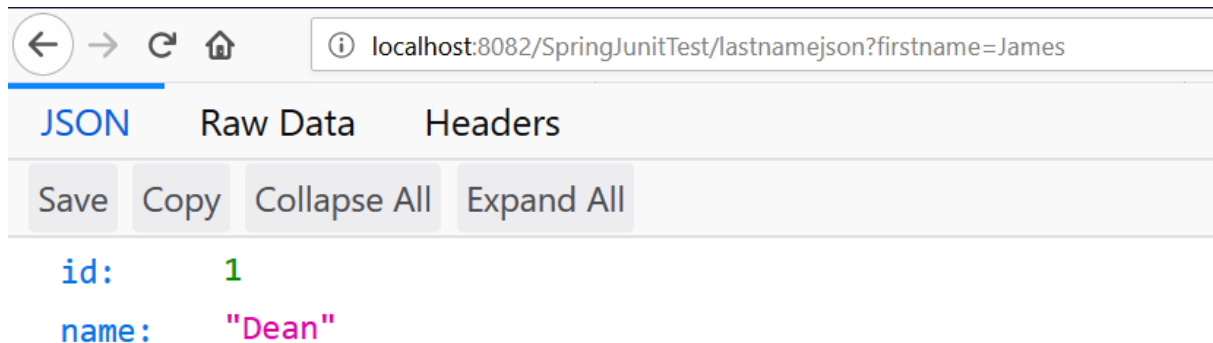 localhost:8082/SpringJunitTest/lastnamejson?firstname=James
JSON Raw Data Headers
Save Copy Collapse All Expand All
id: 1
name: "Dean"